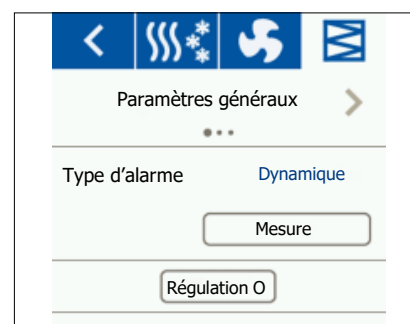 Paramètres généraux
Type d'alarme Dynamique
Mesure
Régulation O